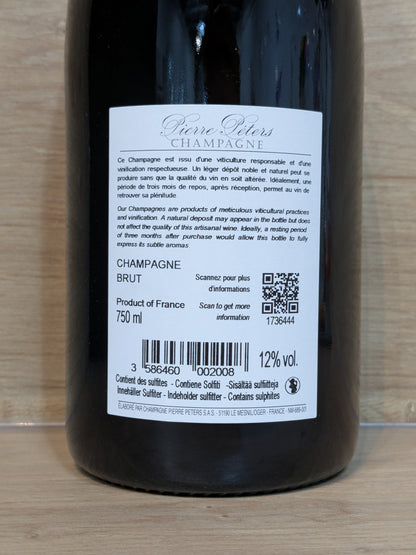 Pierre Péters
CHAMPAGNE
Ce Champagne est issu d'une viticulture responsable et d'une
vinification respectueuse. Un léger dépôt noble et naturel peut se
produire sans que la qualité du vin en soit altérée. Idéalement, une
période de trois mois de repos, après réception, permet au vin de
retrouver sa plénitude.
Our Champagnes are products of meticulous viticultural practices
and vinification. A natural deposit may appear in the bottle but does
not affect the quality of this artisanal wine. Ideally, a resting period
of three months after purchase would allow this bottle to fully
express its subtle aromas
CHAMPAGNE
BRUT
Scannez pour plus
d'informations
Product of France
750 ml
Scan to get more
information
1736444
3 586460 002008
12% vol.
Contient des sulfites - Contiene Solfiti -Sisältää sulfiitteja
Innehåller Sulfiter - Indeholder sulfitter - Contains sulphites
ÉLABORÉ PAR CHAMPAGNE PIERRE PETERS S.A.S. - 51190 LE MESNIL/OGER - FRANCE - NM-989-001